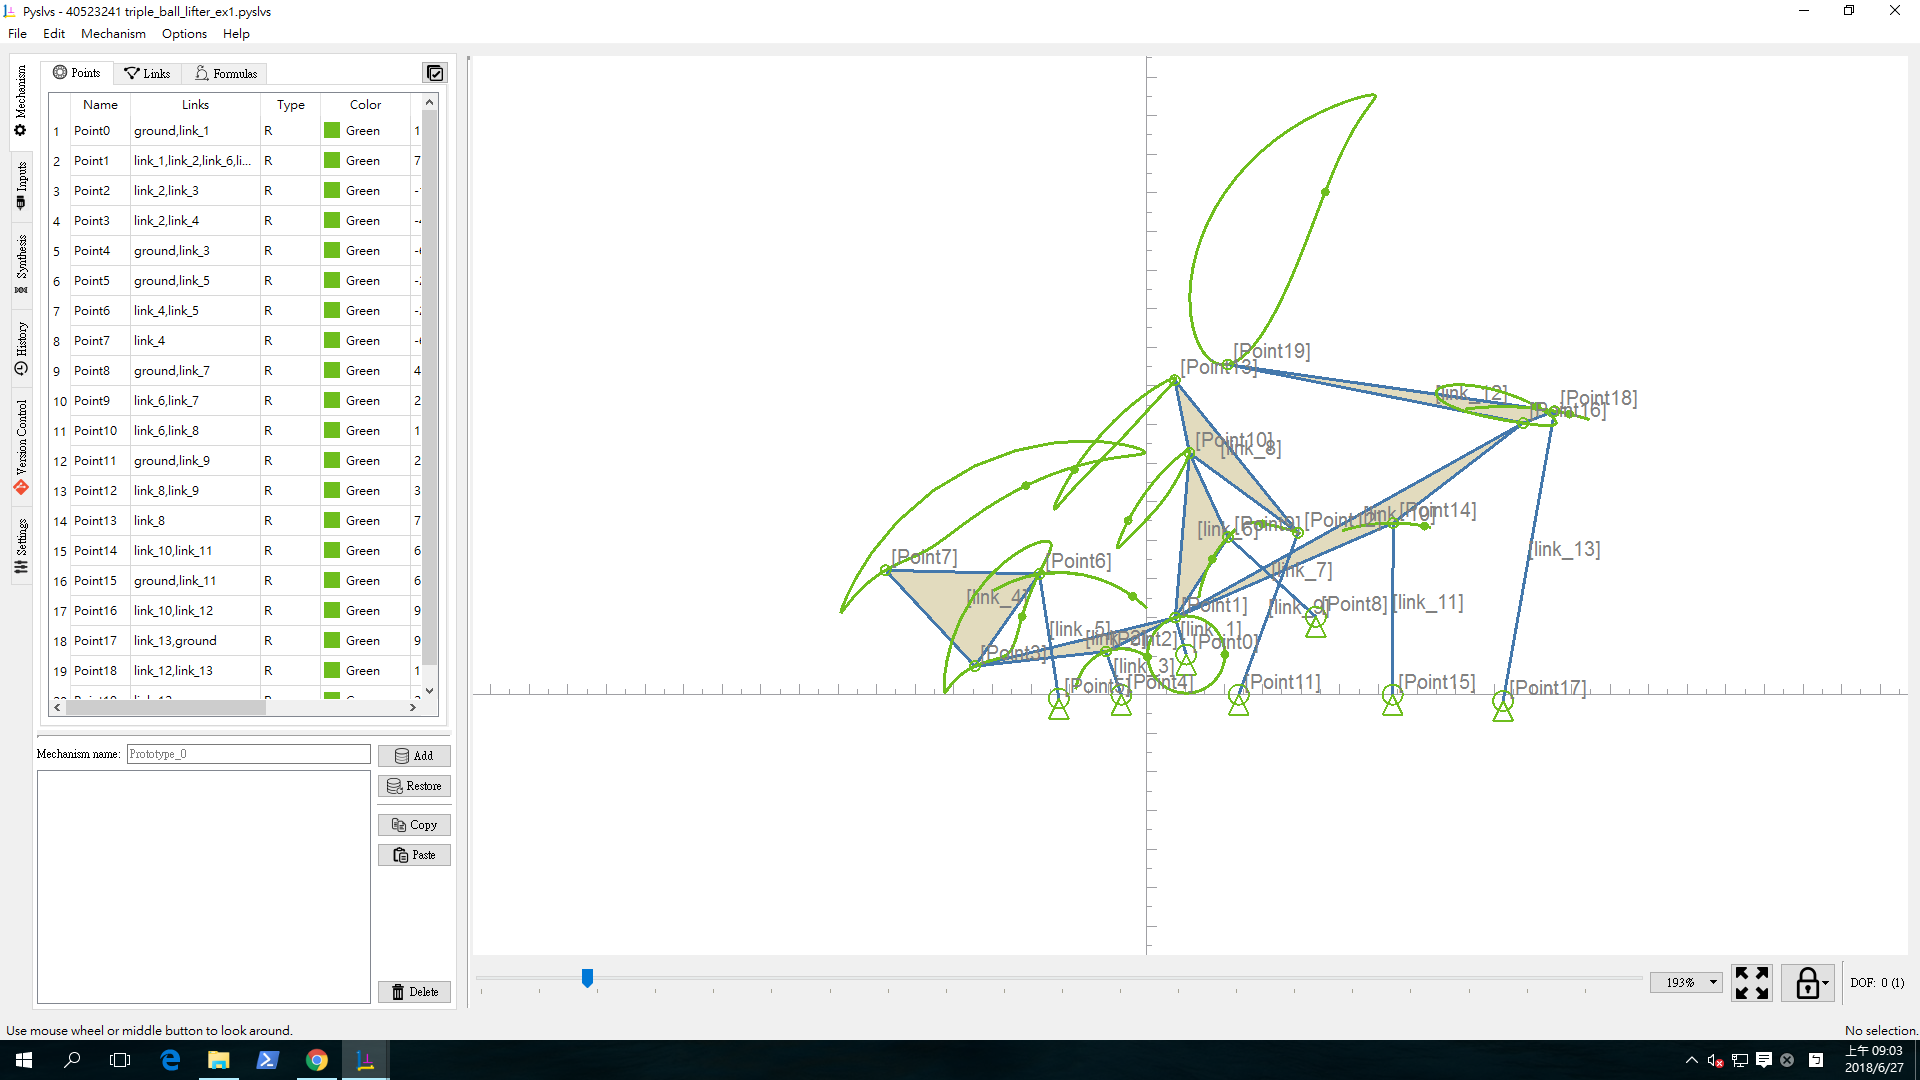 Pyslvs - 40523241 triple_ball_lifter_ex1.pyslvs
File Edit Mechanism Options Help
Mechanism
Inputs
Synthesis
History
Version Control
Settings
Points Links Formulas
Name Links Type Color
1 Point0 ground,link_1 R Green 1
2 Point1 link_1,link_2,link_6,li... R Green 7
3 Point2 link_2,link_3 R Green
4 Point3 link_2,link_4 R Green
5 Point4 ground,link_3 R Green
6 Point5 ground,link_5 R Green
7 Point6 link_4,link_5 R Green
8 Point7 link_4 R Green
9 Point8 ground,link_7 R Green 4
10 Point9 link_6,link_7 R Green 2
11 Point10 link_6,link_8 R Green 1
12 Point11 ground,link_9 R Green 2
13 Point12 link_8,link_9 R Green 3
14 Point13 link_8 R Green 7
15 Point14 link_10,link_11 R Green 6
16 Point15 ground,link_11 R Green 6
17 Point16 link_10,link_12 R Green 9
18 Point17 link_13,ground R Green 9
19 Point18 link_12,link_13 R Green 1
Mechanism name: Prototype_0
Add
Restore
Copy
Paste
Delete
[Point19]
[Point13]
[link_12]
[Point18]
[Point16]
[Point10]
[link_8]
[Point14]
[link_10]
[link_6]
[Point9]
[link_13]
[Point7]
[Point6]
[link_7]
[link_4]
[Point1]
[link_9]
[Point8]
[link_11]
[link_5]
[link_1]
[Point2]
[Point0]
[Point3]
[link_3]
[Point5]
[Point4]
[Point11]
[Point15]
[Point17]
193%
DOF: 0 (1)
Use mouse wheel or middle button to look around.
No selection.
上午 09:03
2018/6/27